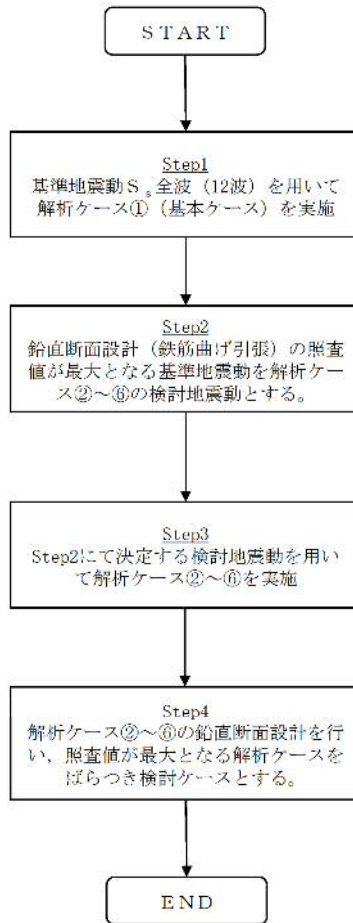 ＳＴＡＲＴ
Step1
基準地震動Ｓｓ全波（12波）を用いて
解析ケース①（基本ケース）を実施
Step2
鉛直断面設計（鉄筋曲げ引張）の照査
値が最大となる基準地震動を解析ケー
ス②～⑥の検討地震動とする。
Step3
Step2にて決定する検討地震動を用い
て解析ケース②～⑥を実施
Step4
解析ケース②～⑥の鉛直断面設計を行
い，照査値が最大となる解析ケースを
ばらつき検討ケースとする。
ＥＮＤ